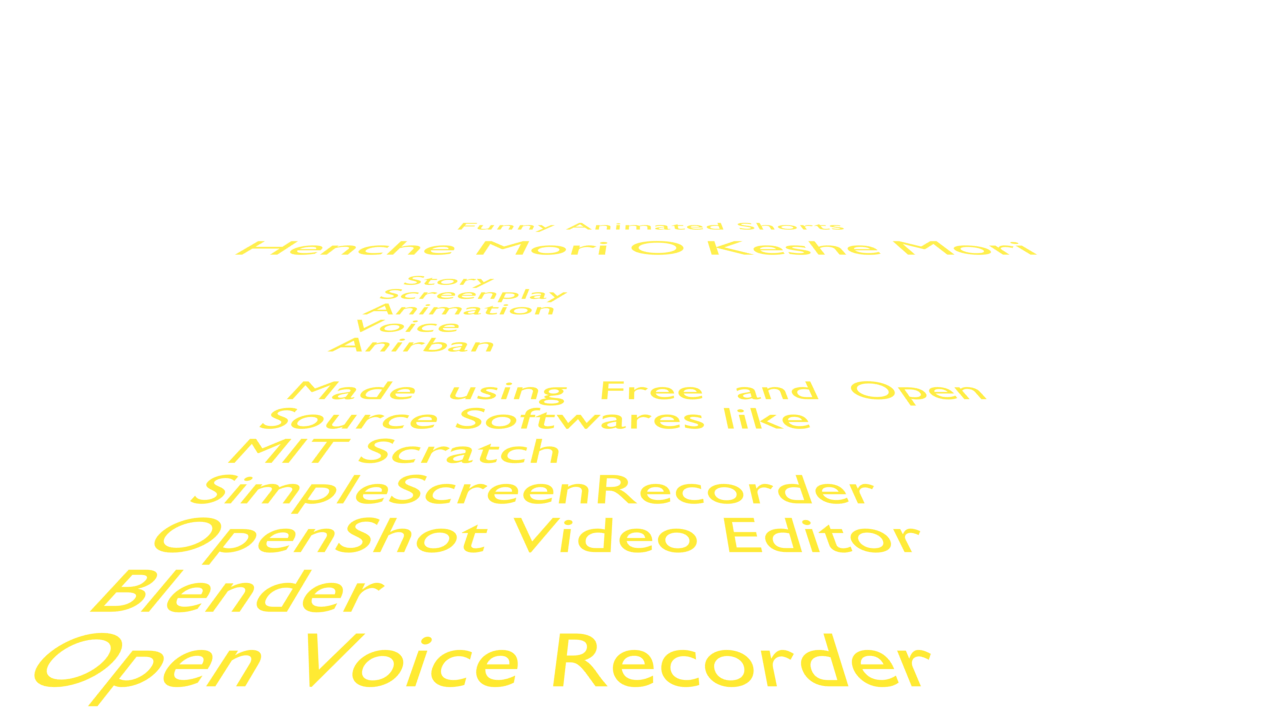 Funny Animated Shorts
Henche Mori O Keshe Mori
Story
Screenplay
Animation
Voice
Anirban
Made using Free and Open
Source Softwares like
MIT Scratch
SimpleScreenRecorder
OpenShot Video Editor
Blender
Open Voice Recorder